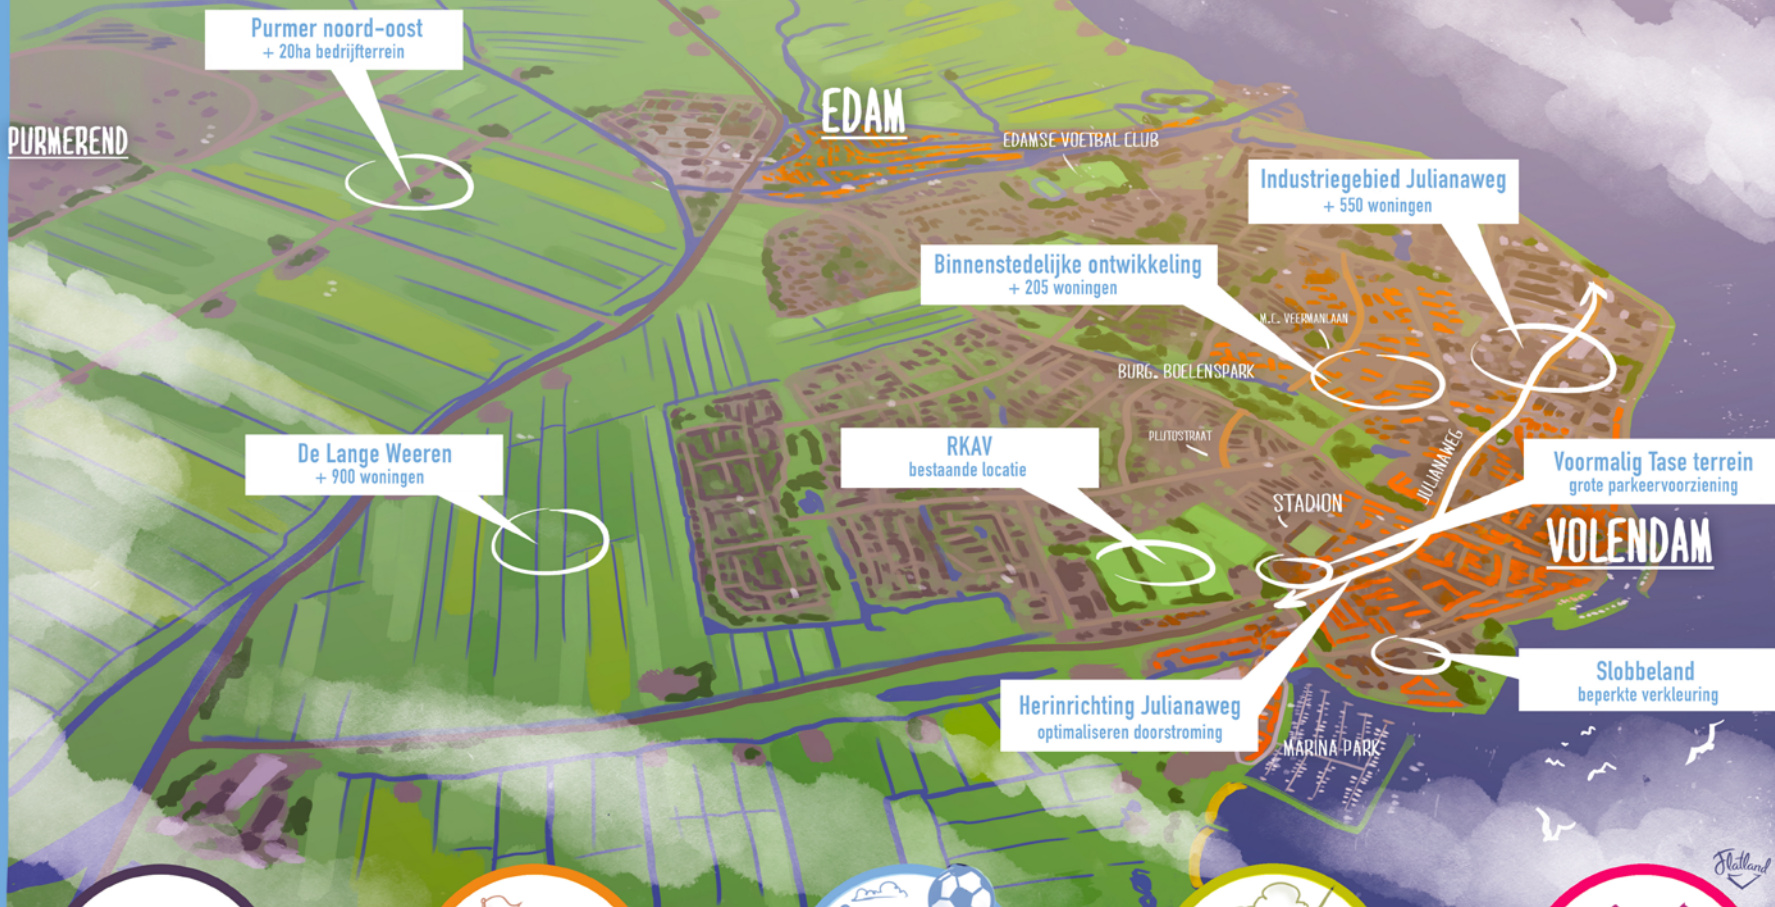 Purmer noord-oost
+ 20ha bedrijfterrein
PURMEREND
EDAM
EDAMSE VOETBAL CLUB
Industriegebied Julianaweg
+ 550 woningen
Binnenstedelijke ontwikkeling
+ 205 woningen
M.C. VEERMANLAAN
BURG. BOELENSPARK
De Lange Weeren
+ 900 woningen
RKAV
bestaande locatie
PLUTOSTRAAT
JULIANAWEG
Voormalig Tase terrein
grote parkeervoorziening
STADION
VOLENDAM
Slobbeland
beperkte verkleuring
Herinrichting Julianaweg
optimaliseren doorstroming
MARINA PARK
Flatland